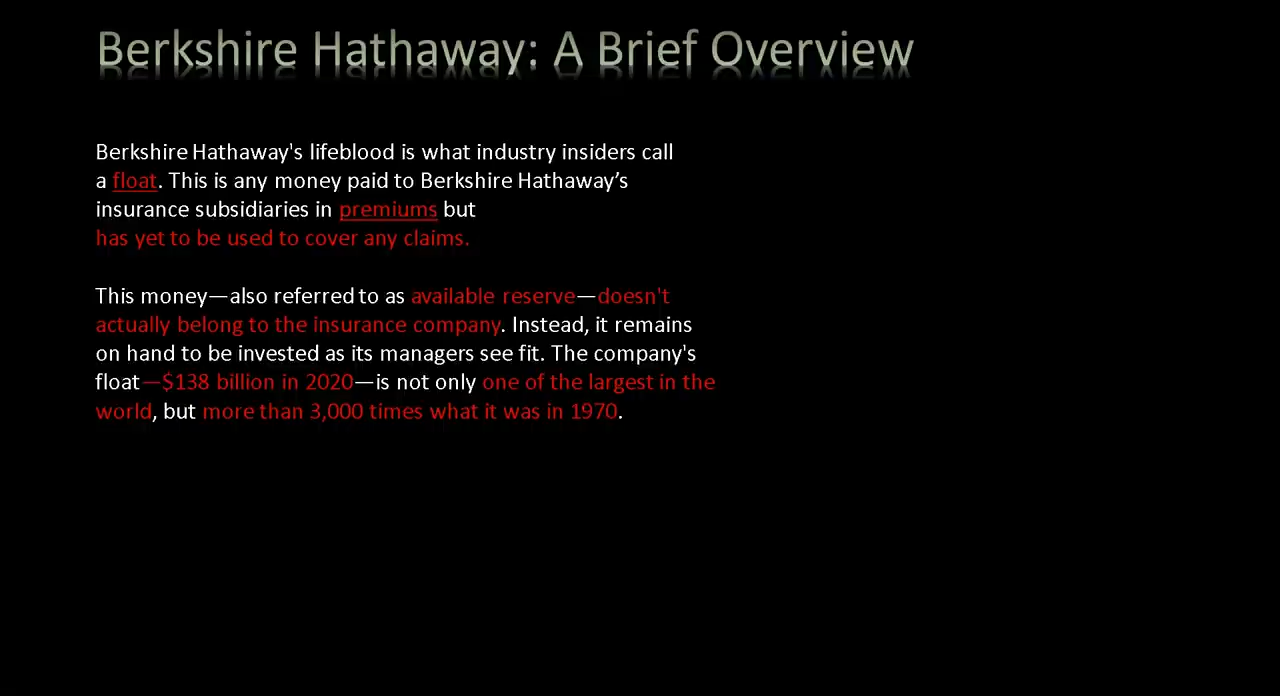 Berkshire Hathaway: A Brief Overview
Berkshire Hathaway's lifeblood is what industry insiders call
a float. This is any money paid to Berkshire Hathaway’s
insurance subsidiaries in premiums but
has yet to be used to cover any claims.
This money—also referred to as available reserve—doesn't
actually belong to the insurance company. Instead, it remains
on hand to be invested as its managers see fit. The company's
float—$138 billion in 2020—is not only one of the largest in the
world, but more than 3,000 times what it was in 1970.